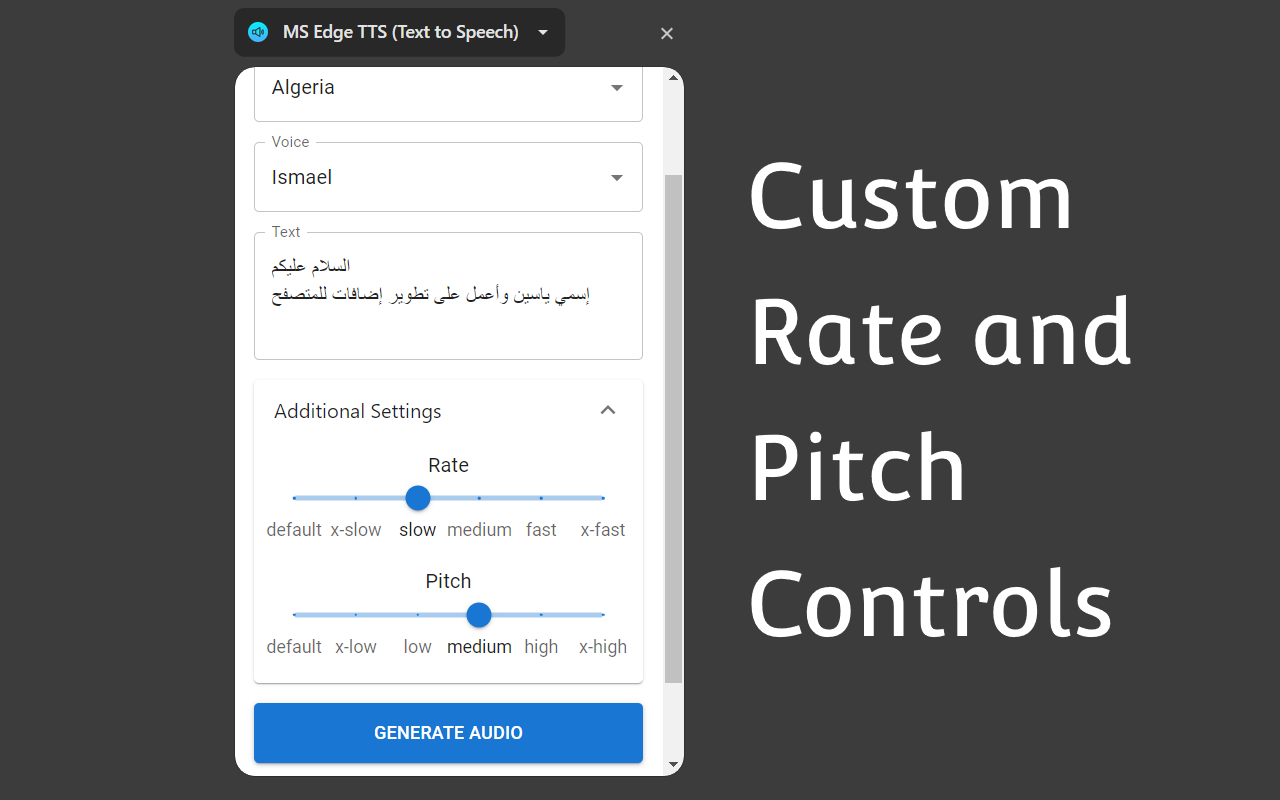 MS Edge TTS (Text to Speech)
Algeria
Voice
Ismael
Text
السلام عليكم
إسمي ياسين وأعمل على تطوير إضافات للمتصفح
Additional Settings
Rate
default x-slow slow medium fast x-fast
Pitch
default x-low low medium high x-high
GENERATE AUDIO
Custom
Rate and
Pitch
Controls